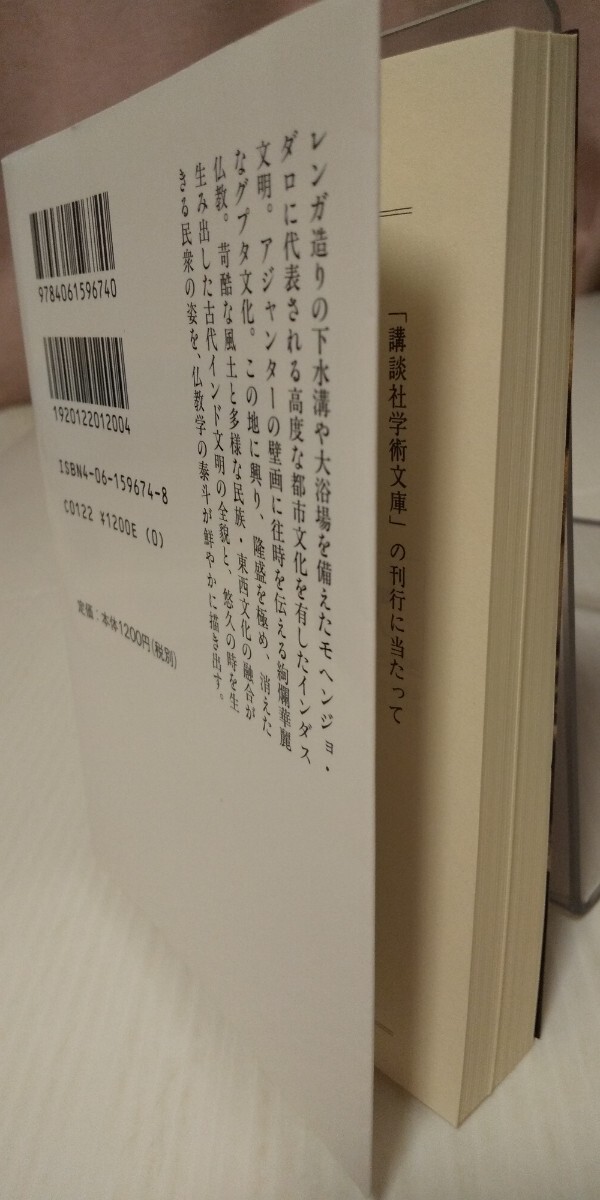 レンガ造りの下水溝や大浴場を備えたモヘンジョ・
ダロに代表される高度な都市文化を有したインダス
文明。アジャンターの壁画に往時を伝える絢爛華麗
なグプタ文化。この地に興り、隆盛を極め、消えた
仏教。苛酷な風土と多様な民族・東西文化の融合が
生み出した古代インド文明の全貌と、悠久の時を生
きる民衆の姿を、仏教学の泰斗が鮮やかに描き出す。
9784061596740
1920122012004
ISBN4-06-159674-8
C0122 ¥1200E (0)
定価：本体1200円(税別)
「講談社学術文庫」の刊行に当たって